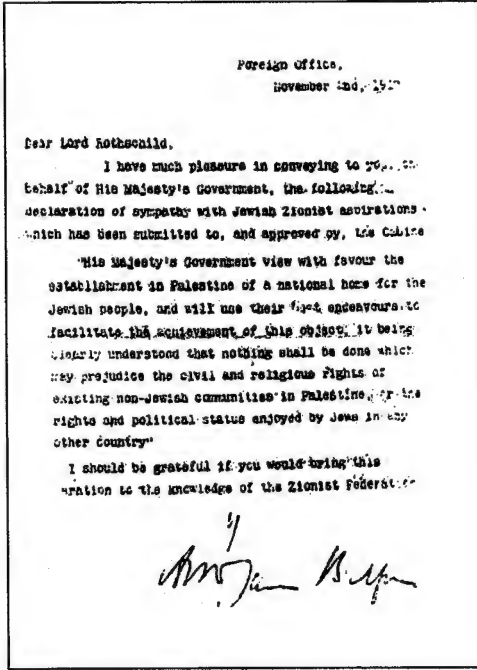 Foreign Office,
November 2nd, 1917
Dear Lord Rothschild,
I have much pleasure in conveying to you, on
behalf of His Majesty's Government, the following
declaration of sympathy with Jewish Zionist aspirations
which has been submitted to, and approved by, the Cabine
"His Majesty's Government view with favour the
establishment in Palestine of a national home for the
Jewish people, and will use their best endeavours to
facilitate the achievement of this object, it being
clearly understood that nothing shall be done which
may prejudice the civil and religious rights of
existing non-Jewish communities in Palestine, or the
rights and political status enjoyed by Jews in any
other country"
I should be grateful if you would bring this
aration to the knowledge of the Zionist Federation